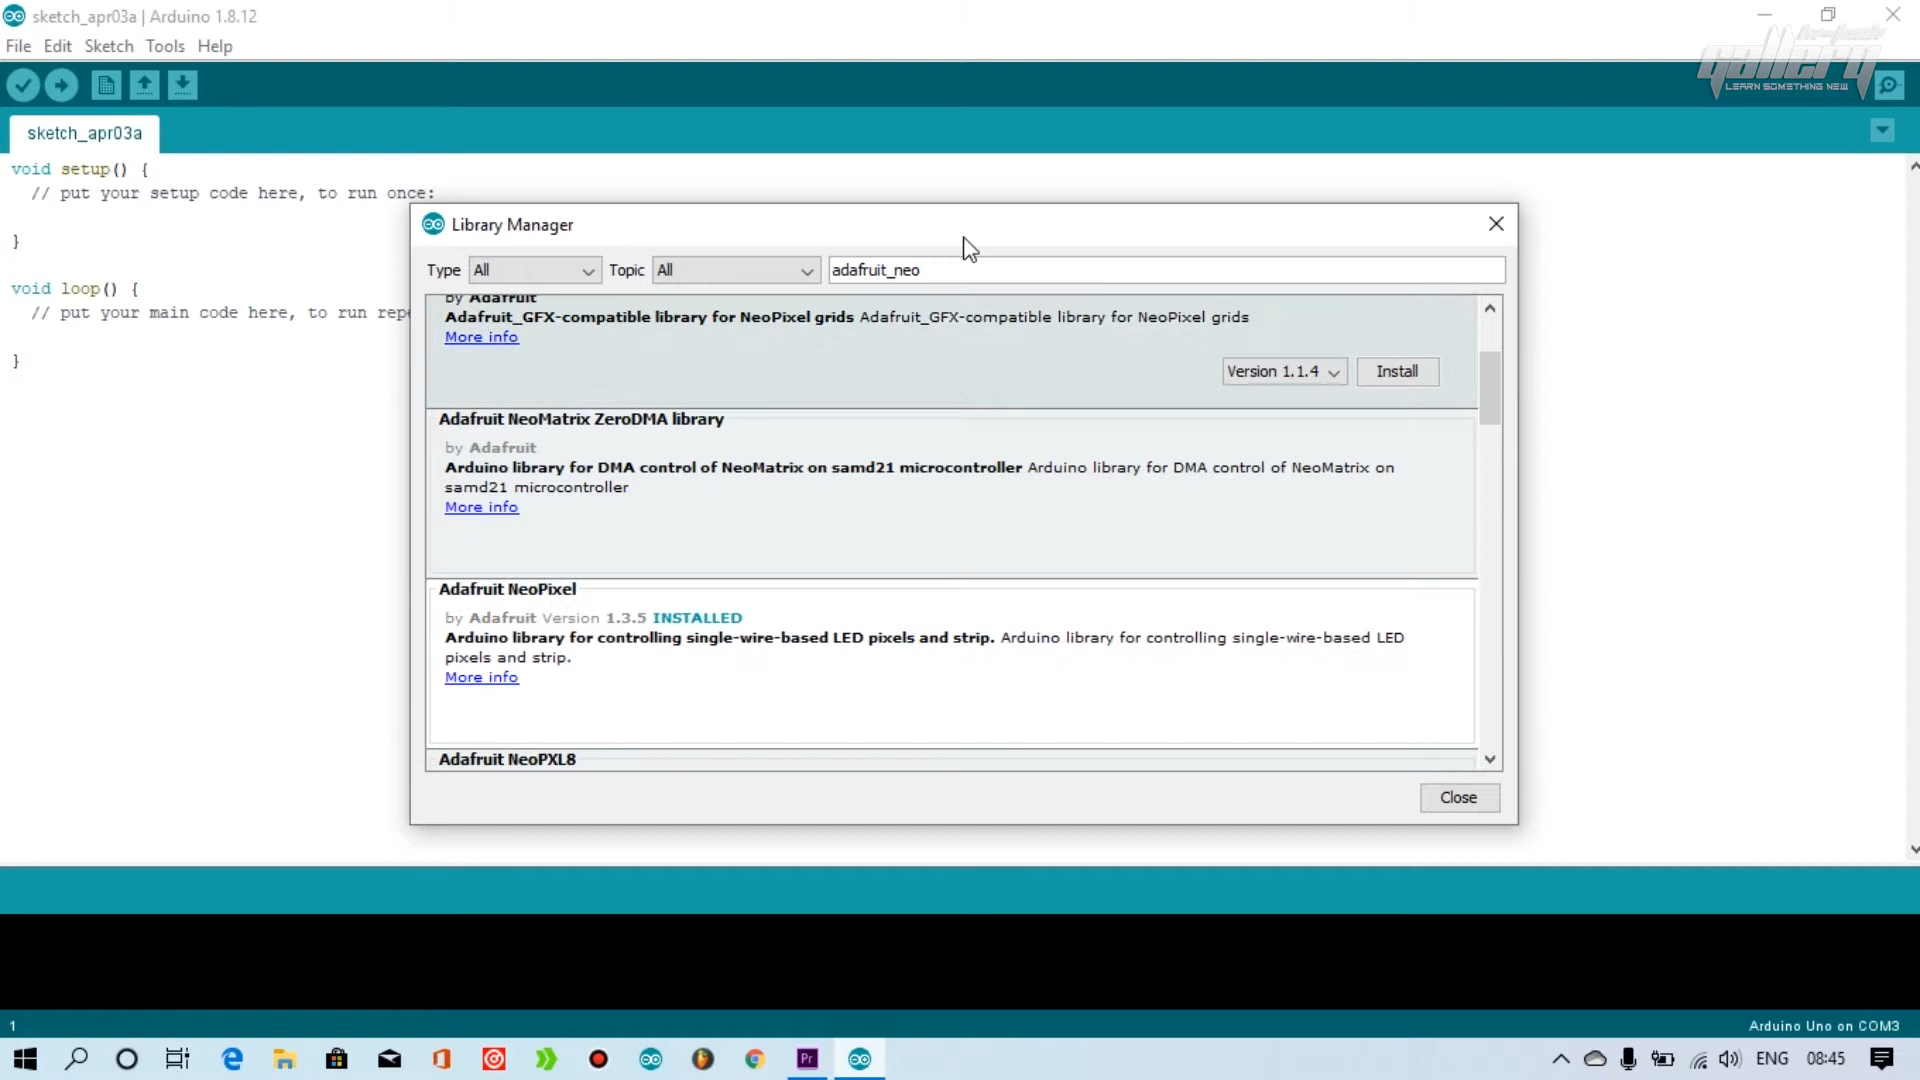 sketch_apr03a | Arduino 1.8.12
File Edit Sketch Tools Help
gallery
LEARN SOMETHING NEW
sketch_apr03a
void setup() {
// put your setup code here, to run once:
}
void loop() {
// put your main code here, to run repe
}
Library Manager
Type All Topic All adafruit_neo
by Adafruit
Adafruit_GFX-compatible library for NeoPixel grids Adafruit_GFX-compatible library for NeoPixel grids
More info
Version 1.1.4 Install
Adafruit NeoMatrix ZeroDMA library
by Adafruit
Arduino library for DMA control of NeoMatrix on samd21 microcontroller Arduino library for DMA control of NeoMatrix on
samd21 microcontroller
More info
Adafruit NeoPixel
by Adafruit Version 1.3.5 INSTALLED
Arduino library for controlling single-wire-based LED pixels and strip. Arduino library for controlling single-wire-based LED
pixels and strip.
More info
Adafruit NeoPXL8
Close
1
Arduino Uno on COM3
Pr
ENG 08:45